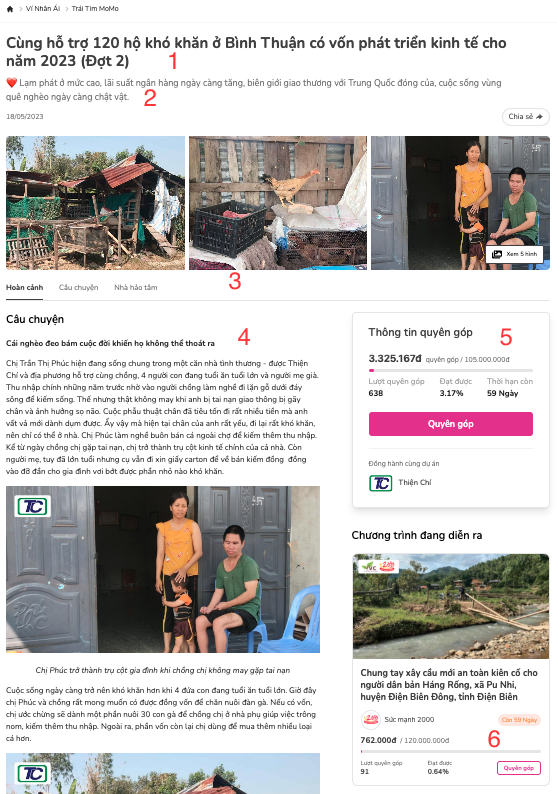 Ví Nhân Ái > Trái Tim MoMo
Cùng hỗ trợ 120 hộ khó khăn ở Bình Thuận có vốn phát triển kinh tế cho
năm 2023 (Đợt 2)
1
❤️ Lạm phát ở mức cao, lãi suất ngân hàng ngày càng tăng, biên giới giao thương với Trung Quốc đóng của, cuộc sống vùng
quê nghèo ngày càng chật vật.
2
18/05/2023
Chia sẻ
Xem 5 hình
3
Hoàn cảnh
Câu chuyện
Nhà hảo tâm
Câu chuyện
4
Cái nghèo đeo bám cuộc đời khiến họ không thể thoát ra
Chị Trần Thị Phúc hiện đang sống chung trong một căn nhà tình thương - được Thiện
Chí và địa phương hỗ trợ cùng chồng, 4 người con đang tuổi ăn tuổi lớn và người mẹ già.
Thu nhập chính những năm trước nhờ vào người chồng làm nghề đi lặn gỗ dưới đáy
sông để kiếm sống. Thế nhưng thật không may khi anh bị tai nạn giao thông bị gãy
chân và ảnh hưởng sọ não. Cuộc phẫu thuật chân đã tiêu tốn đi rất nhiều tiền mà anh
vất vả mới dành dụm được. Ấy vậy mà hiện tại chân của anh rất yếu, đi lại rất khó khăn,
nên chỉ có thể ở nhà. Chị Phúc làm nghề buôn bán cá ngoài chợ để kiếm thêm thu nhập.
Kể từ ngày chồng chị gặp tai nạn, chị trở thành trụ cột kinh tế chính của cả nhà. Còn
người mẹ, tuy đã lớn tuổi nhưng cụ vẫn đi xin giấy carton để về bán kiếm đồng đồng
vào đỡ đần cho gia đình với bớt được phần nhỏ nào khó khăn.
TC
Chị Phúc trở thành trụ cột gia đình khi chồng chị không may gặp tai nạn
Cuộc sống ngày càng trở nên khó khăn hơn khi 4 đứa con đang tuổi ăn tuổi lớn. Giờ đây
chị Phúc và chồng rất mong muốn có được đồng vốn để chăn nuôi đàn gà. Nếu có vốn,
chị ước chừng sẽ dành một phần nuôi 30 con gà để chồng chị ở nhà phụ giúp việc trông
nom, kiếm thêm thu nhập. Ngoài ra, phần vốn còn lại chị dùng để mua thêm nhiều loại
cá hơn.
TC
Thông tin quyên góp
5
3.325.167đ quyên góp / 105.000.000đ
Lượt quyên góp
Đạt được
Thời hạn còn
638
3.17%
59 Ngày
Quyên góp
Đồng hành cùng dự án
TC
Thiện Chí
Chương trình đang diễn ra
Chung tay xây cầu mới an toàn kiên cố cho
người dân bản Háng Rống, xã Pu Nhi,
huyện Điện Biên Đông, tỉnh Điện Biên
Sức mạnh 2000
Còn 59 Ngày
762.000đ / 120.000.000đ
6
Lượt quyên góp
Đạt được
91
0.64%
Quyên góp